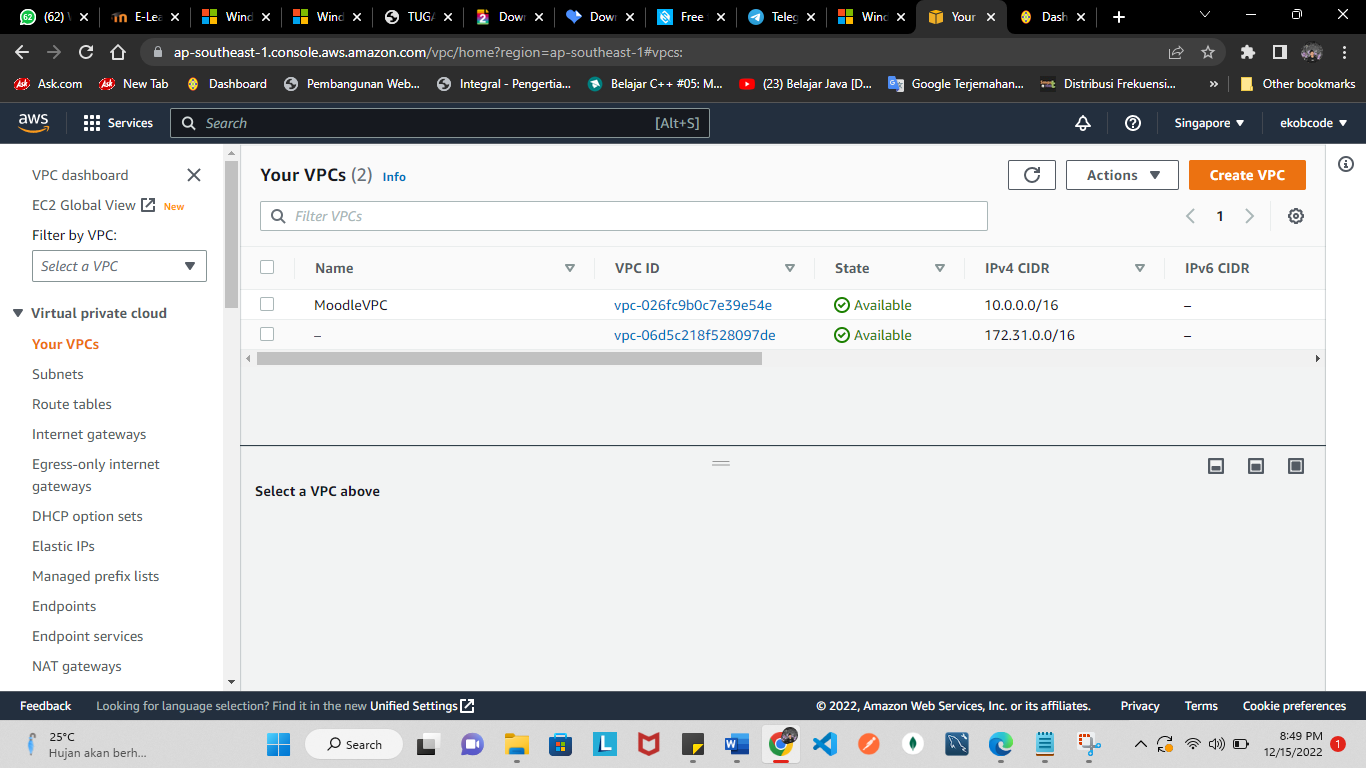 (62) W
E-Lea
Wind
Wind
TUGA
Down
Down
Free
Teleg
Wind
Your
Dash
ap-southeast-1.console.aws.amazon.com/vpc/home?region=ap-southeast-1#vpcs:
Ask.com
New Tab
Dashboard
Pembangunan Web...
Integral - Pengertia...
Belajar C++ #05: M...
(23) Belajar Java [D...
Google Terjemahan...
Distribusi Frekuensi...
»
Other bookmarks
aws
Services
Search
[Alt+S]
Singapore
ekobcode
VPC dashboard
EC2 Global View New
Filter by VPC:
Select a VPC
Virtual private cloud
Your VPCs
Subnets
Route tables
Internet gateways
Egress-only internet
gateways
DHCP option sets
Elastic IPs
Managed prefix lists
Endpoints
Endpoint services
NAT gateways
Your VPCs (2) Info
Actions
Create VPC
Filter VPCs
1
Name VPC ID State IPv4 CIDR IPv6 CIDR
MoodleVPC vpc-026fc9b0c7e39e54e Available 10.0.0.0/16 –
– vpc-06d5c218f528097de Available 172.31.0.0/16 –
Select a VPC above
Feedback Looking for language selection? Find it in the new Unified Settings © 2022, Amazon Web Services, Inc. or its affiliates. Privacy Terms Cookie preferences
25°C
Hujan akan berh...
Search
8:49 PM
12/15/2022
1